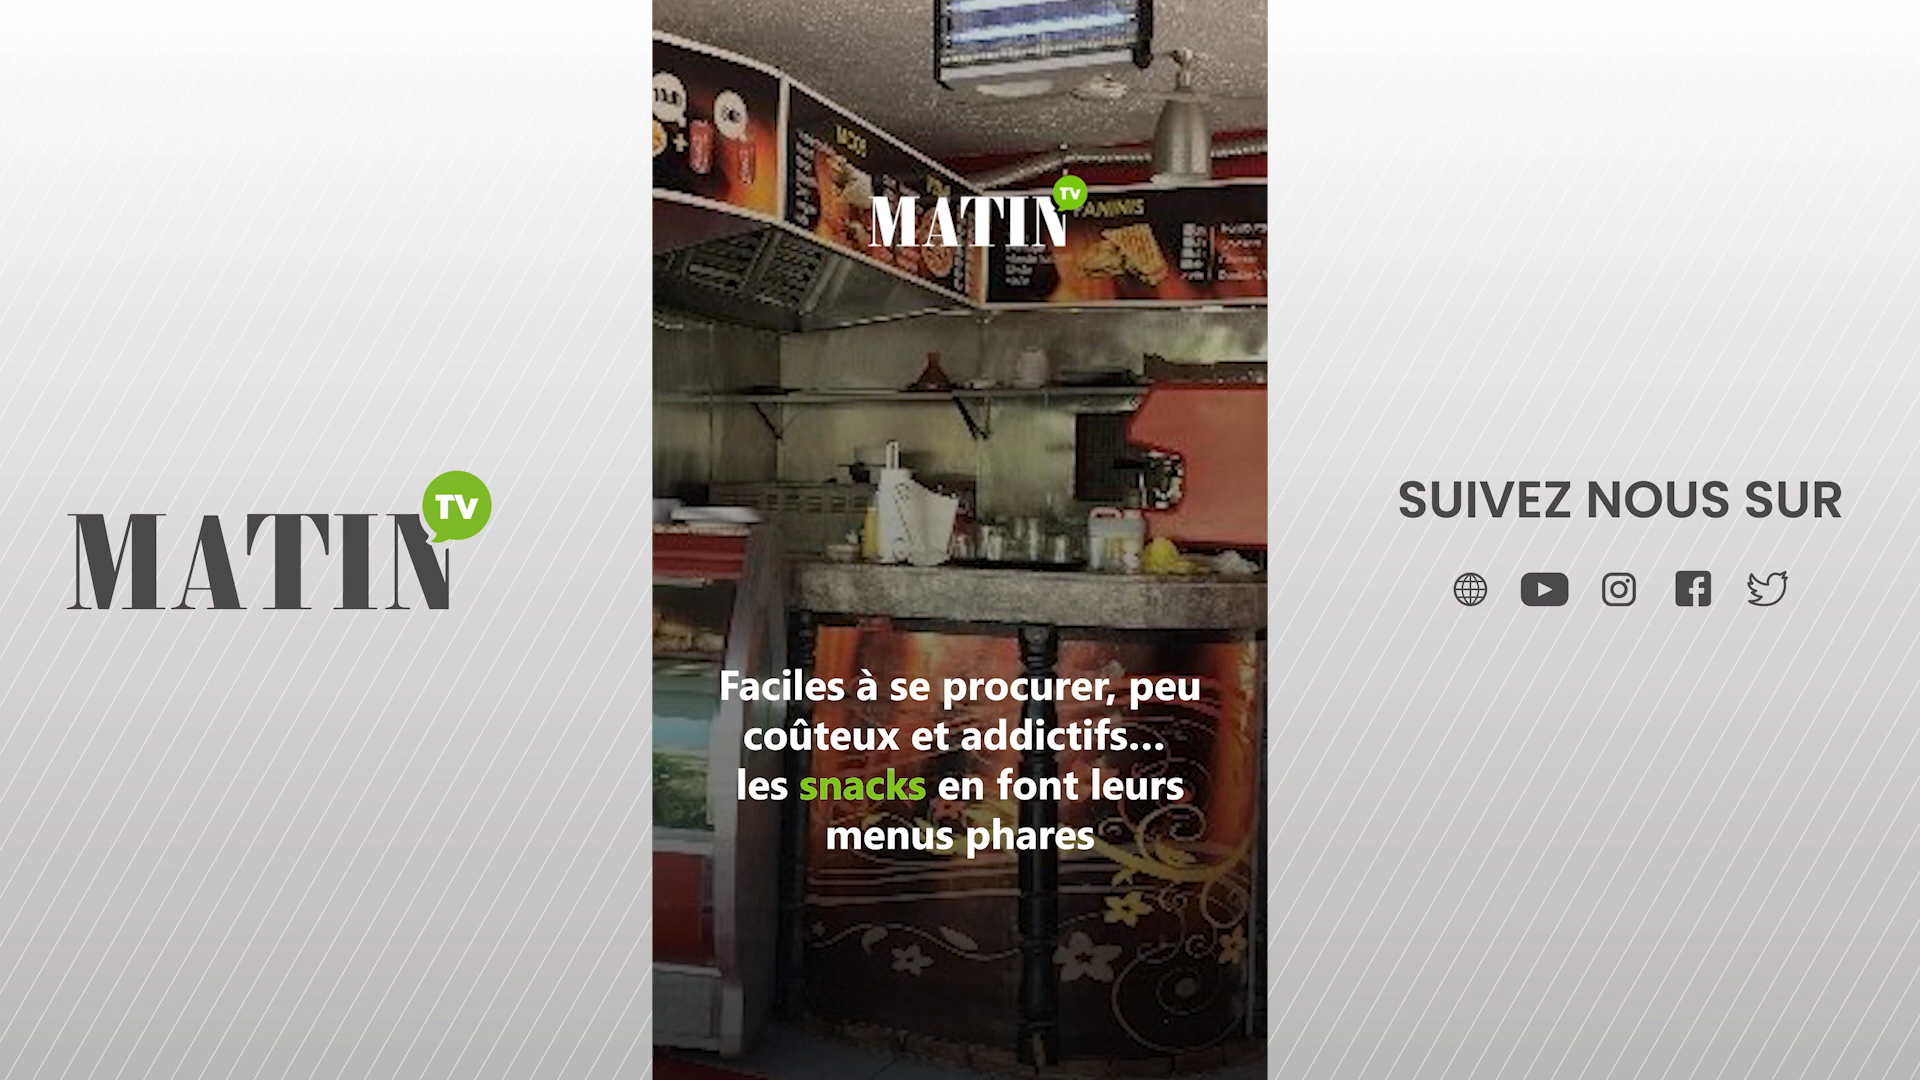 MATIN TV
MATIN TV
PANINIS
Faciles à se procurer, peu
coûteux et addictifs...
les snacks en font leurs
menus phares
SUIVEZ NOUS SUR